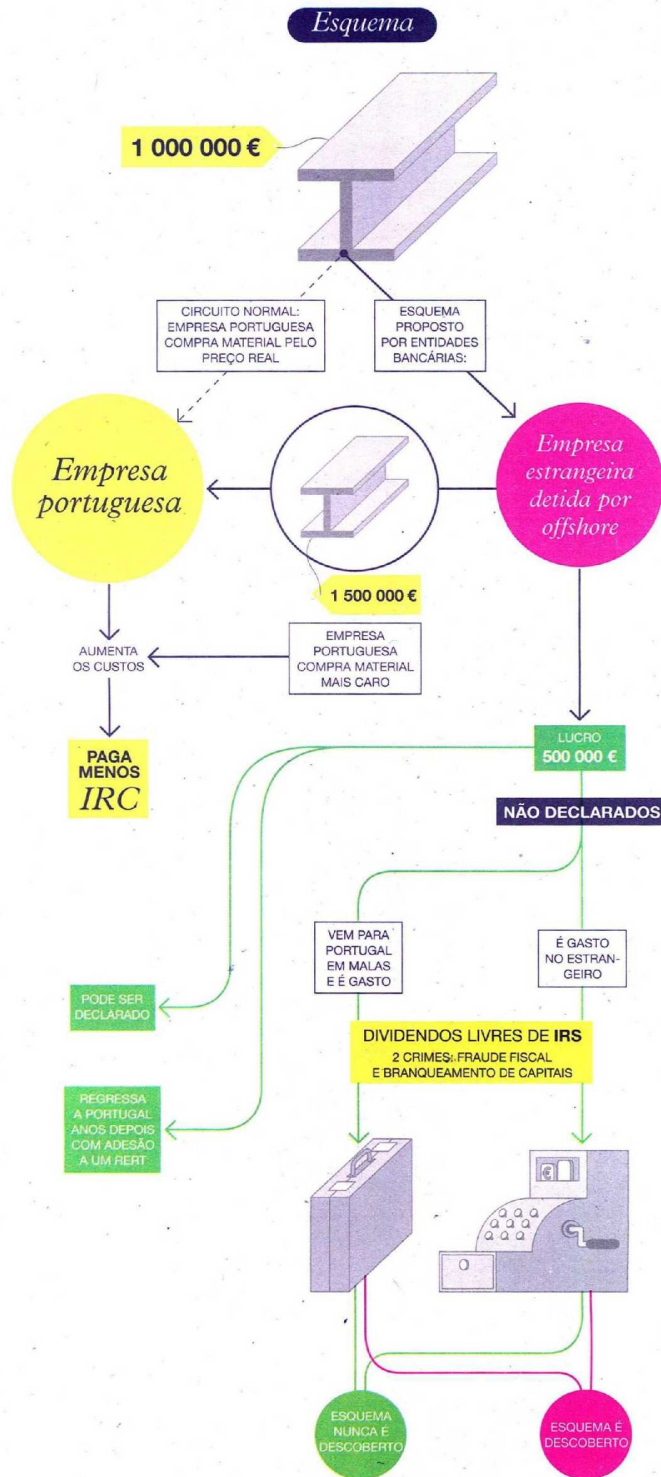 Esquema
1 000 000 €
CIRCUITO NORMAL:
EMPRESA PORTUGUESA
COMPRA MATERIAL PELO
PREÇO REAL
ESQUEMA
PROPOSTO
POR ENTIDADES
BANCÁRIAS:
Empresa
portuguesa
Empresa
estrangeira
detida por
offshore
1 500 000 €
AUMENTA
OS CUSTOS
EMPRESA
PORTUGUESA
COMPRA MATERIAL
MAIS CARO
PAGA
MENOS
IRC
LUCRO
500 000 €
NÃO DECLARADOS
VEM PARA
PORTUGAL
EM MALAS
E É GASTO
É GASTO
NO ESTRAN-
GEIRO
PODE SER
DECLARADO
DIVIDENDOS LIVRES DE IRS
2 CRIMES: FRAUDE FISCAL
E BRANQUEAMENTO DE CAPITAIS
REGRESSA
A PORTUGAL
ANOS DEPOIS
COM ADESÃO
A UM RERT
€
ESQUEMA
NUNCA É
DESCOBERTO
ESQUEMA É
DESCOBERTO